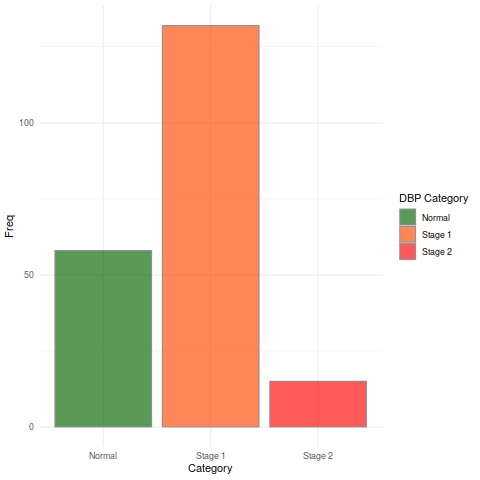 Freq
100
50
0
Normal
Stage 1
Stage 2
Category
DBP Category
Normal
Stage 1
Stage 2